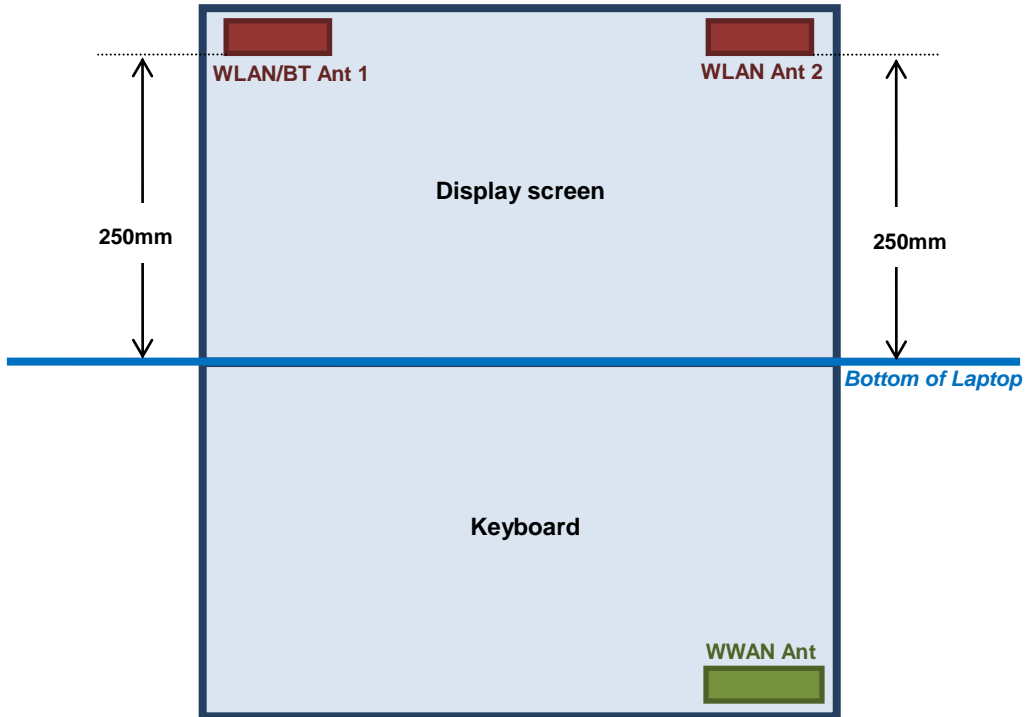 WLAN/BT Ant 1
WLAN Ant 2
Display screen
250mm
250mm
Bottom of Laptop
Keyboard
WWAN Ant